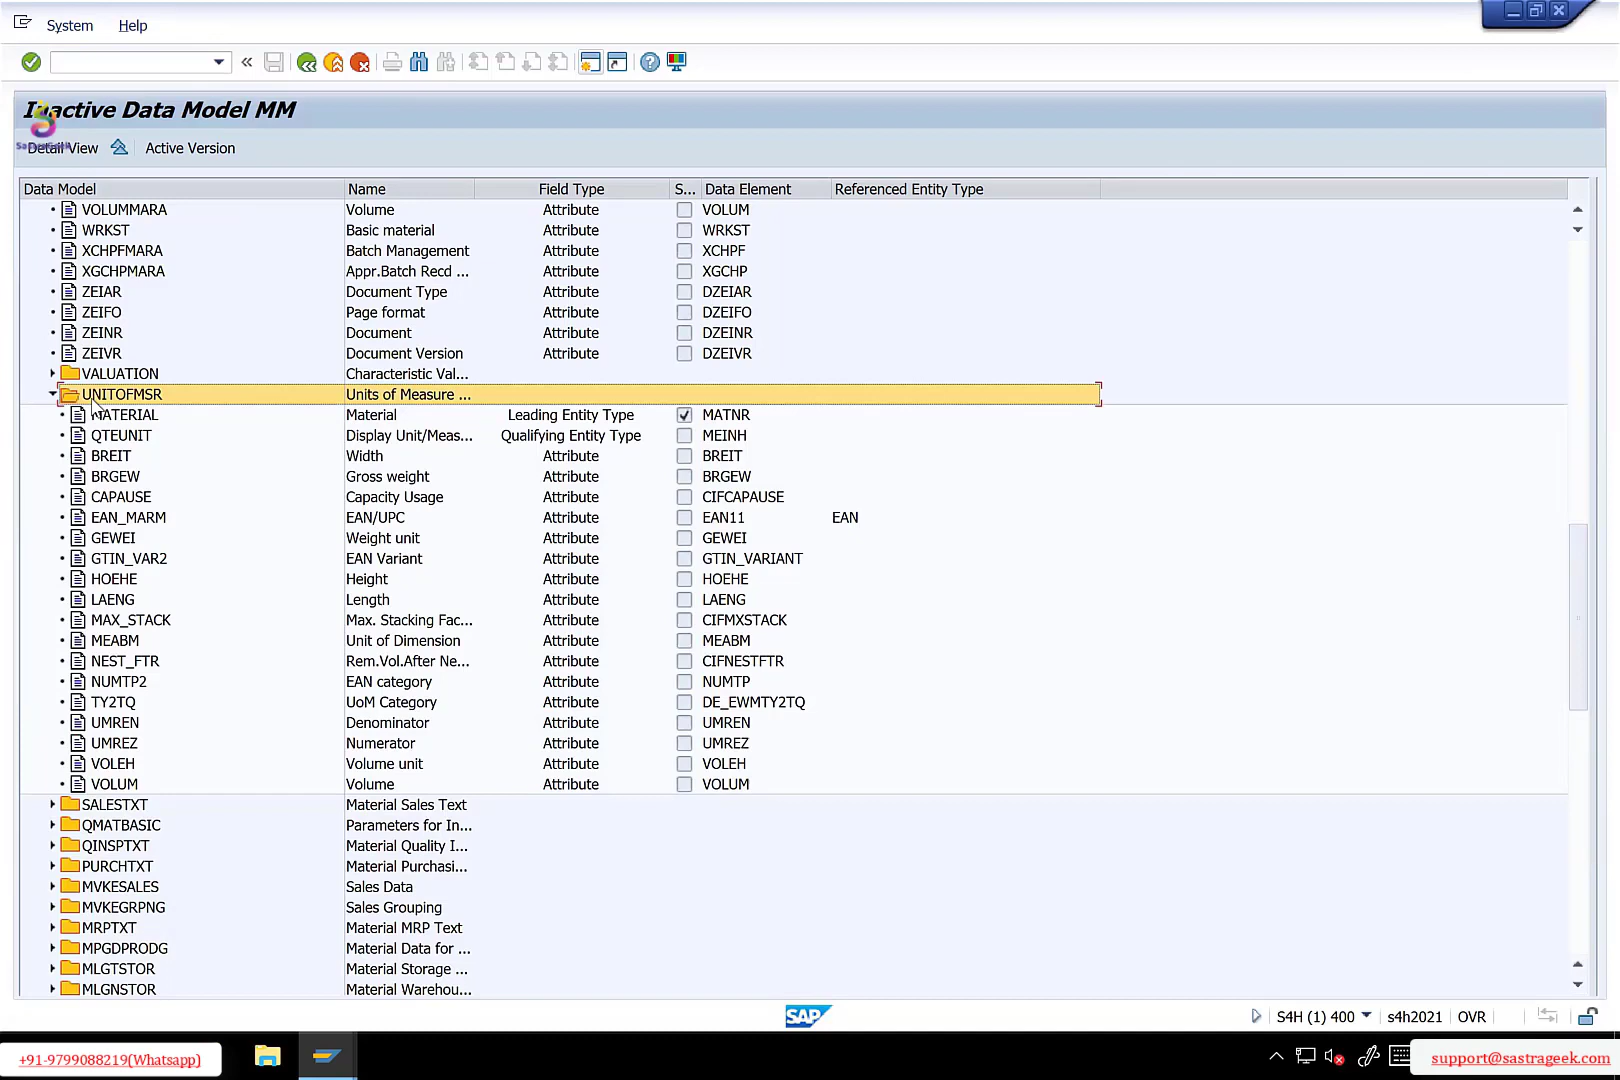 System Help
Inactive Data Model MM
Detail View Active Version
Data Model Name Field Type S... Data Element Referenced Entity Type
VOLUMMARA Volume Attribute VOLUM
WRKST Basic material Attribute WRKST
XCHPFMARA Batch Management Attribute XCHPF
XGCHPMARA Appr.Batch Recd ... Attribute XGCHP
ZEIAR Document Type Attribute DZEIAR
ZEIFO Page format Attribute DZEIFO
ZEINR Document Attribute DZEINR
ZEIVR Document Version Attribute DZEIVR
VALUATION Characteristic Val...
UNITOFMSR Units of Measure ...
MATERIAL Material Leading Entity Type MATNR
QTEUNIT Display Unit/Meas... Qualifying Entity Type MEINH
BREIT Width Attribute BREIT
BRGEW Gross weight Attribute BRGEW
CAPAUSE Capacity Usage Attribute CIFCAPAUSE
EAN_MARM EAN/UPC Attribute EAN11 EAN
GEWEI Weight unit Attribute GEWEI
GTIN_VAR2 EAN Variant Attribute GTIN_VARIANT
HOEHE Height Attribute HOEHE
LAENG Length Attribute LAENG
MAX_STACK Max. Stacking Fac... Attribute CIFMXSTACK
MEABM Unit of Dimension Attribute MEABM
NEST_FTR Rem.Vol.After Ne... Attribute CIFNESTFTR
NUMTP2 EAN category Attribute NUMTP
TY2TQ UoM Category Attribute DE_EWMTY2TQ
UMREN Denominator Attribute UMREN
UMREZ Numerator Attribute UMREZ
VOLEH Volume unit Attribute VOLEH
VOLUM Volume Attribute VOLUM
SALESTXT Material Sales Text
QMATBASIC Parameters for In...
QINSPTXT Material Quality I...
PURCHTXT Material Purchasi...
MVKESALES Sales Data
MVKEGRPNG Sales Grouping
MRPTXT Material MRP Text
MPGDPRODG Material Data for ...
MLGTSTOR Material Storage ...
MLGNSTOR Material Warehou...
SAP S4H (1) 400 s4h2021 OVR
+91-9799088219(Whatsapp) support@sastrageek.com